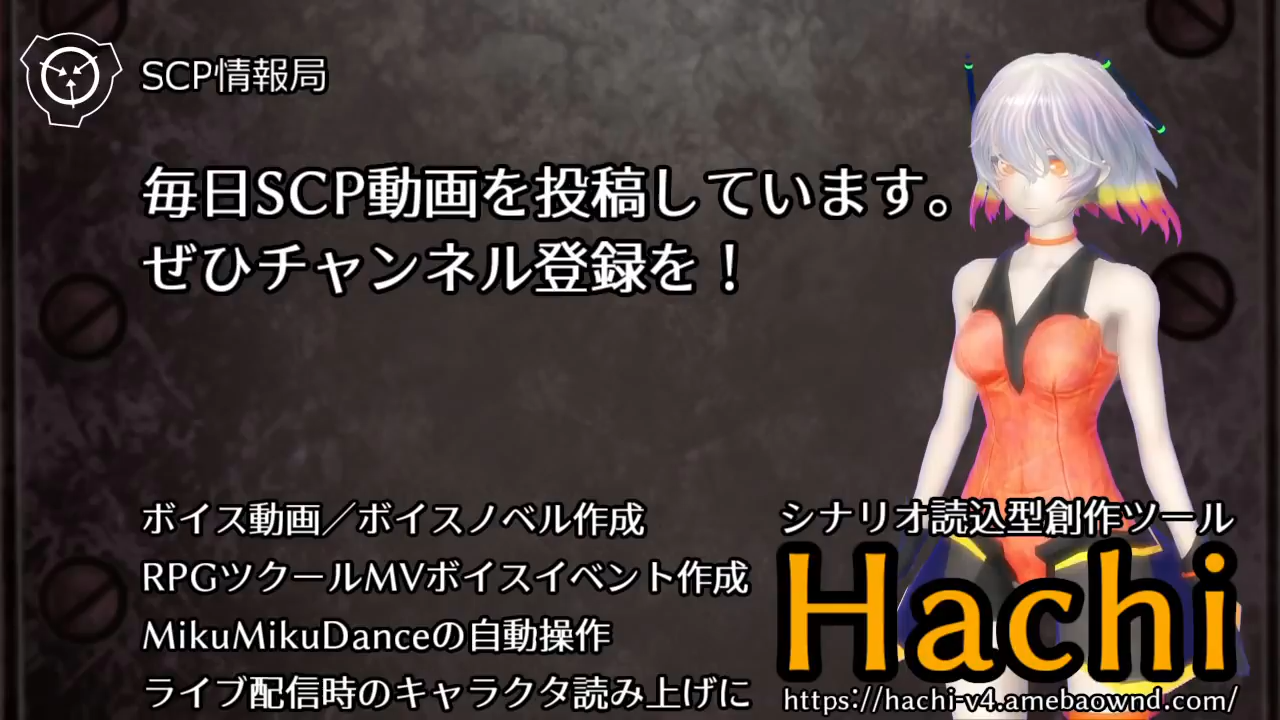 SCP情報局
毎日SCP動画を投稿しています。
ぜひチャンネル登録を！
ボイス動画／ボイスノベル作成
RPGツクールMVボイスイベント作成
MikuMikuDanceの自動操作
ライブ配信時のキャラクタ読み上げに
シナリオ読込型創作ツール
Hachi
https://hachi-v4.amebaownd.com/